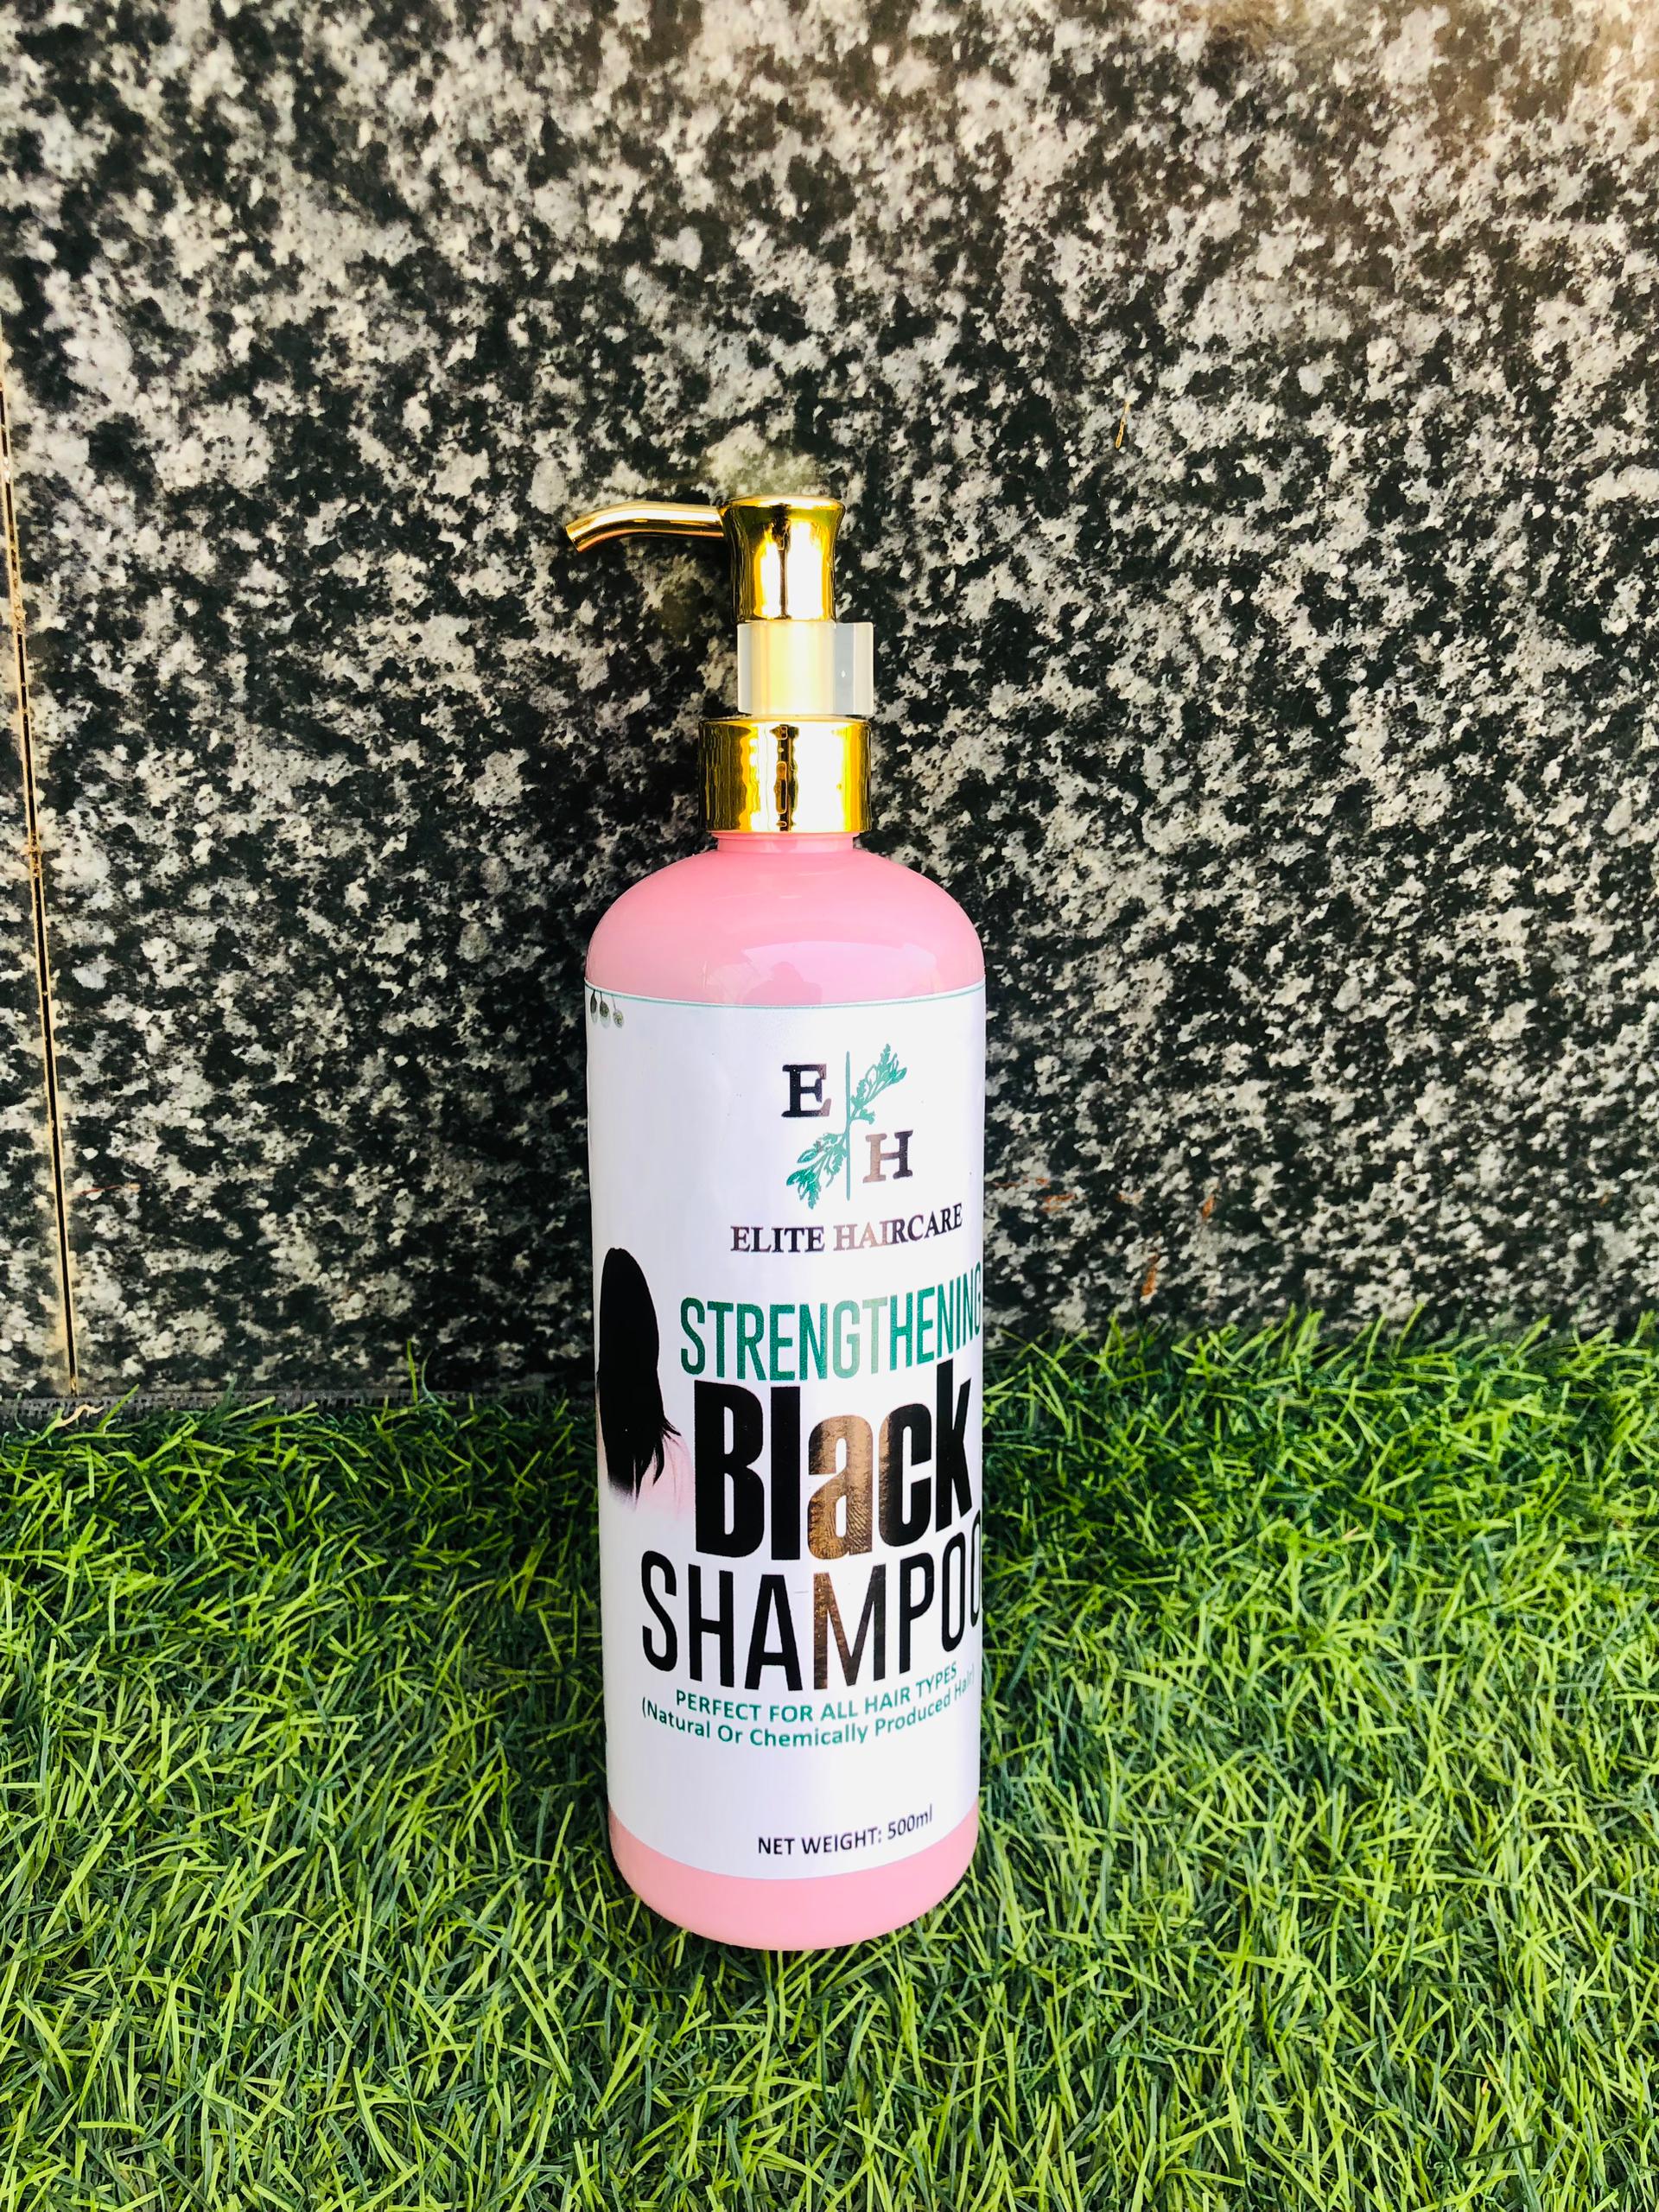 E
H
ELITE HAIRCARE
STRENGTHENING
Black
SHAMPOO
PERFECT FOR ALL HAIR TYPES
(Natural Or Chemically Produced Hair)
NET WEIGHT: 500ml